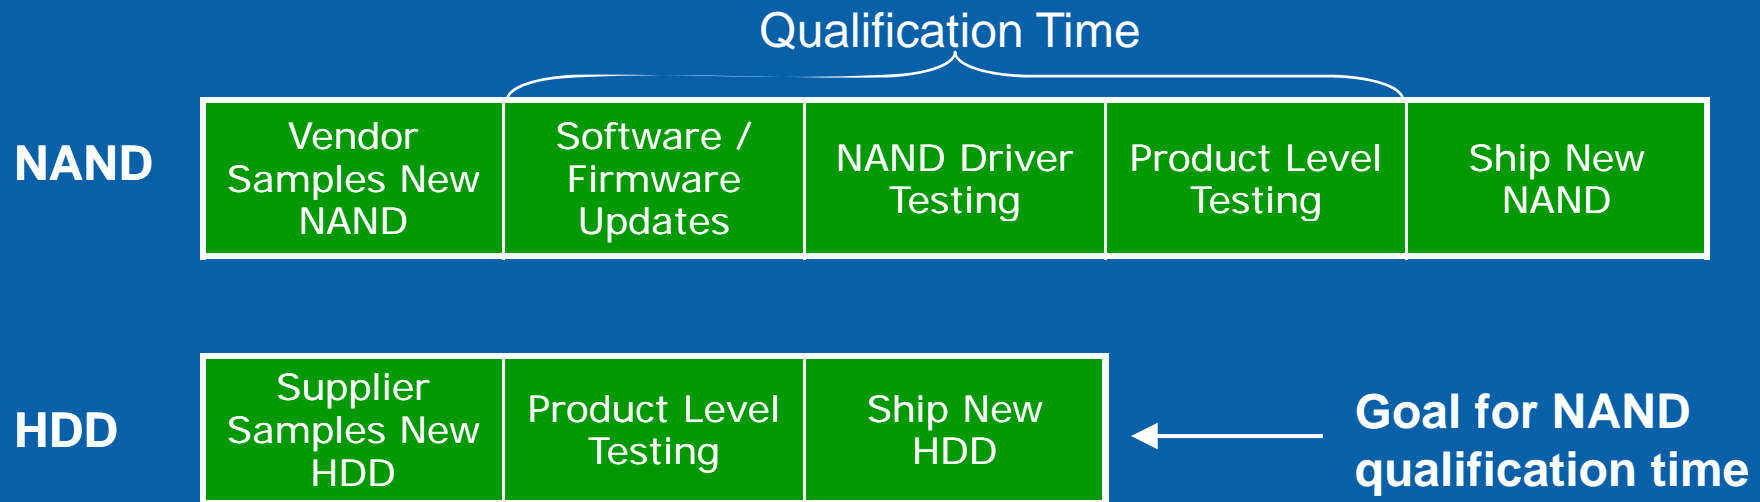 Qualification Time
NAND
Vendor
Samples New
NAND
Software /
Firmware
Updates
NAND Driver
Testing
Product Level
Testing
Ship New
NAND
HDD
Supplier
Samples New
HDD
Product Level
Testing
Ship New
HDD
Goal for NAND
qualification time